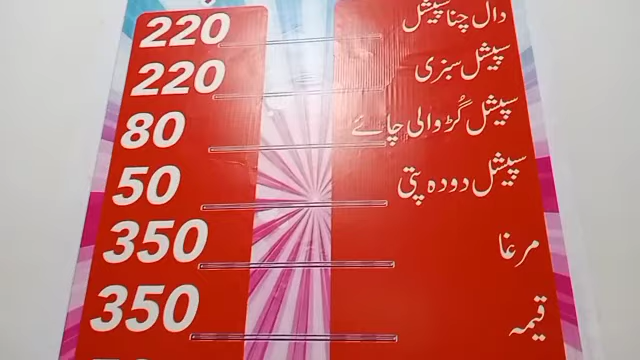 دال چنا سپیشل 220
سپیشل سبزی 220
سپیشل گڑ والی چائے 80
سپیشل دودھ پتی 50
مرغا 350
قیمہ 350